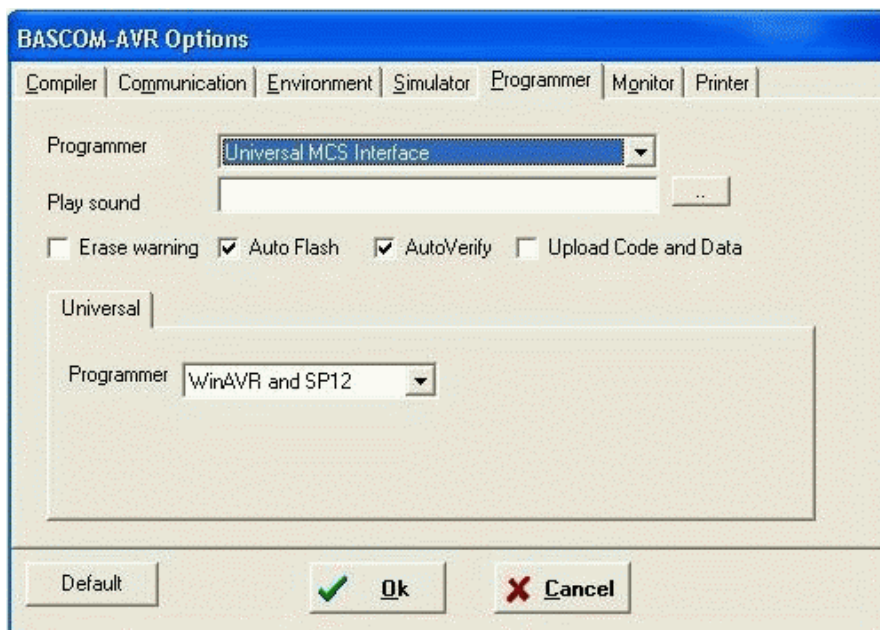 BASCOM-AVR Options
Compiler Communication Environment Simulator Programmer Monitor Printer
Programmer Universal MCS Interface
Play sound ..
Erase warning Auto Flash AutoVerify Upload Code and Data
Universal
Programmer WinAVR and SP12
Default Ok Cancel